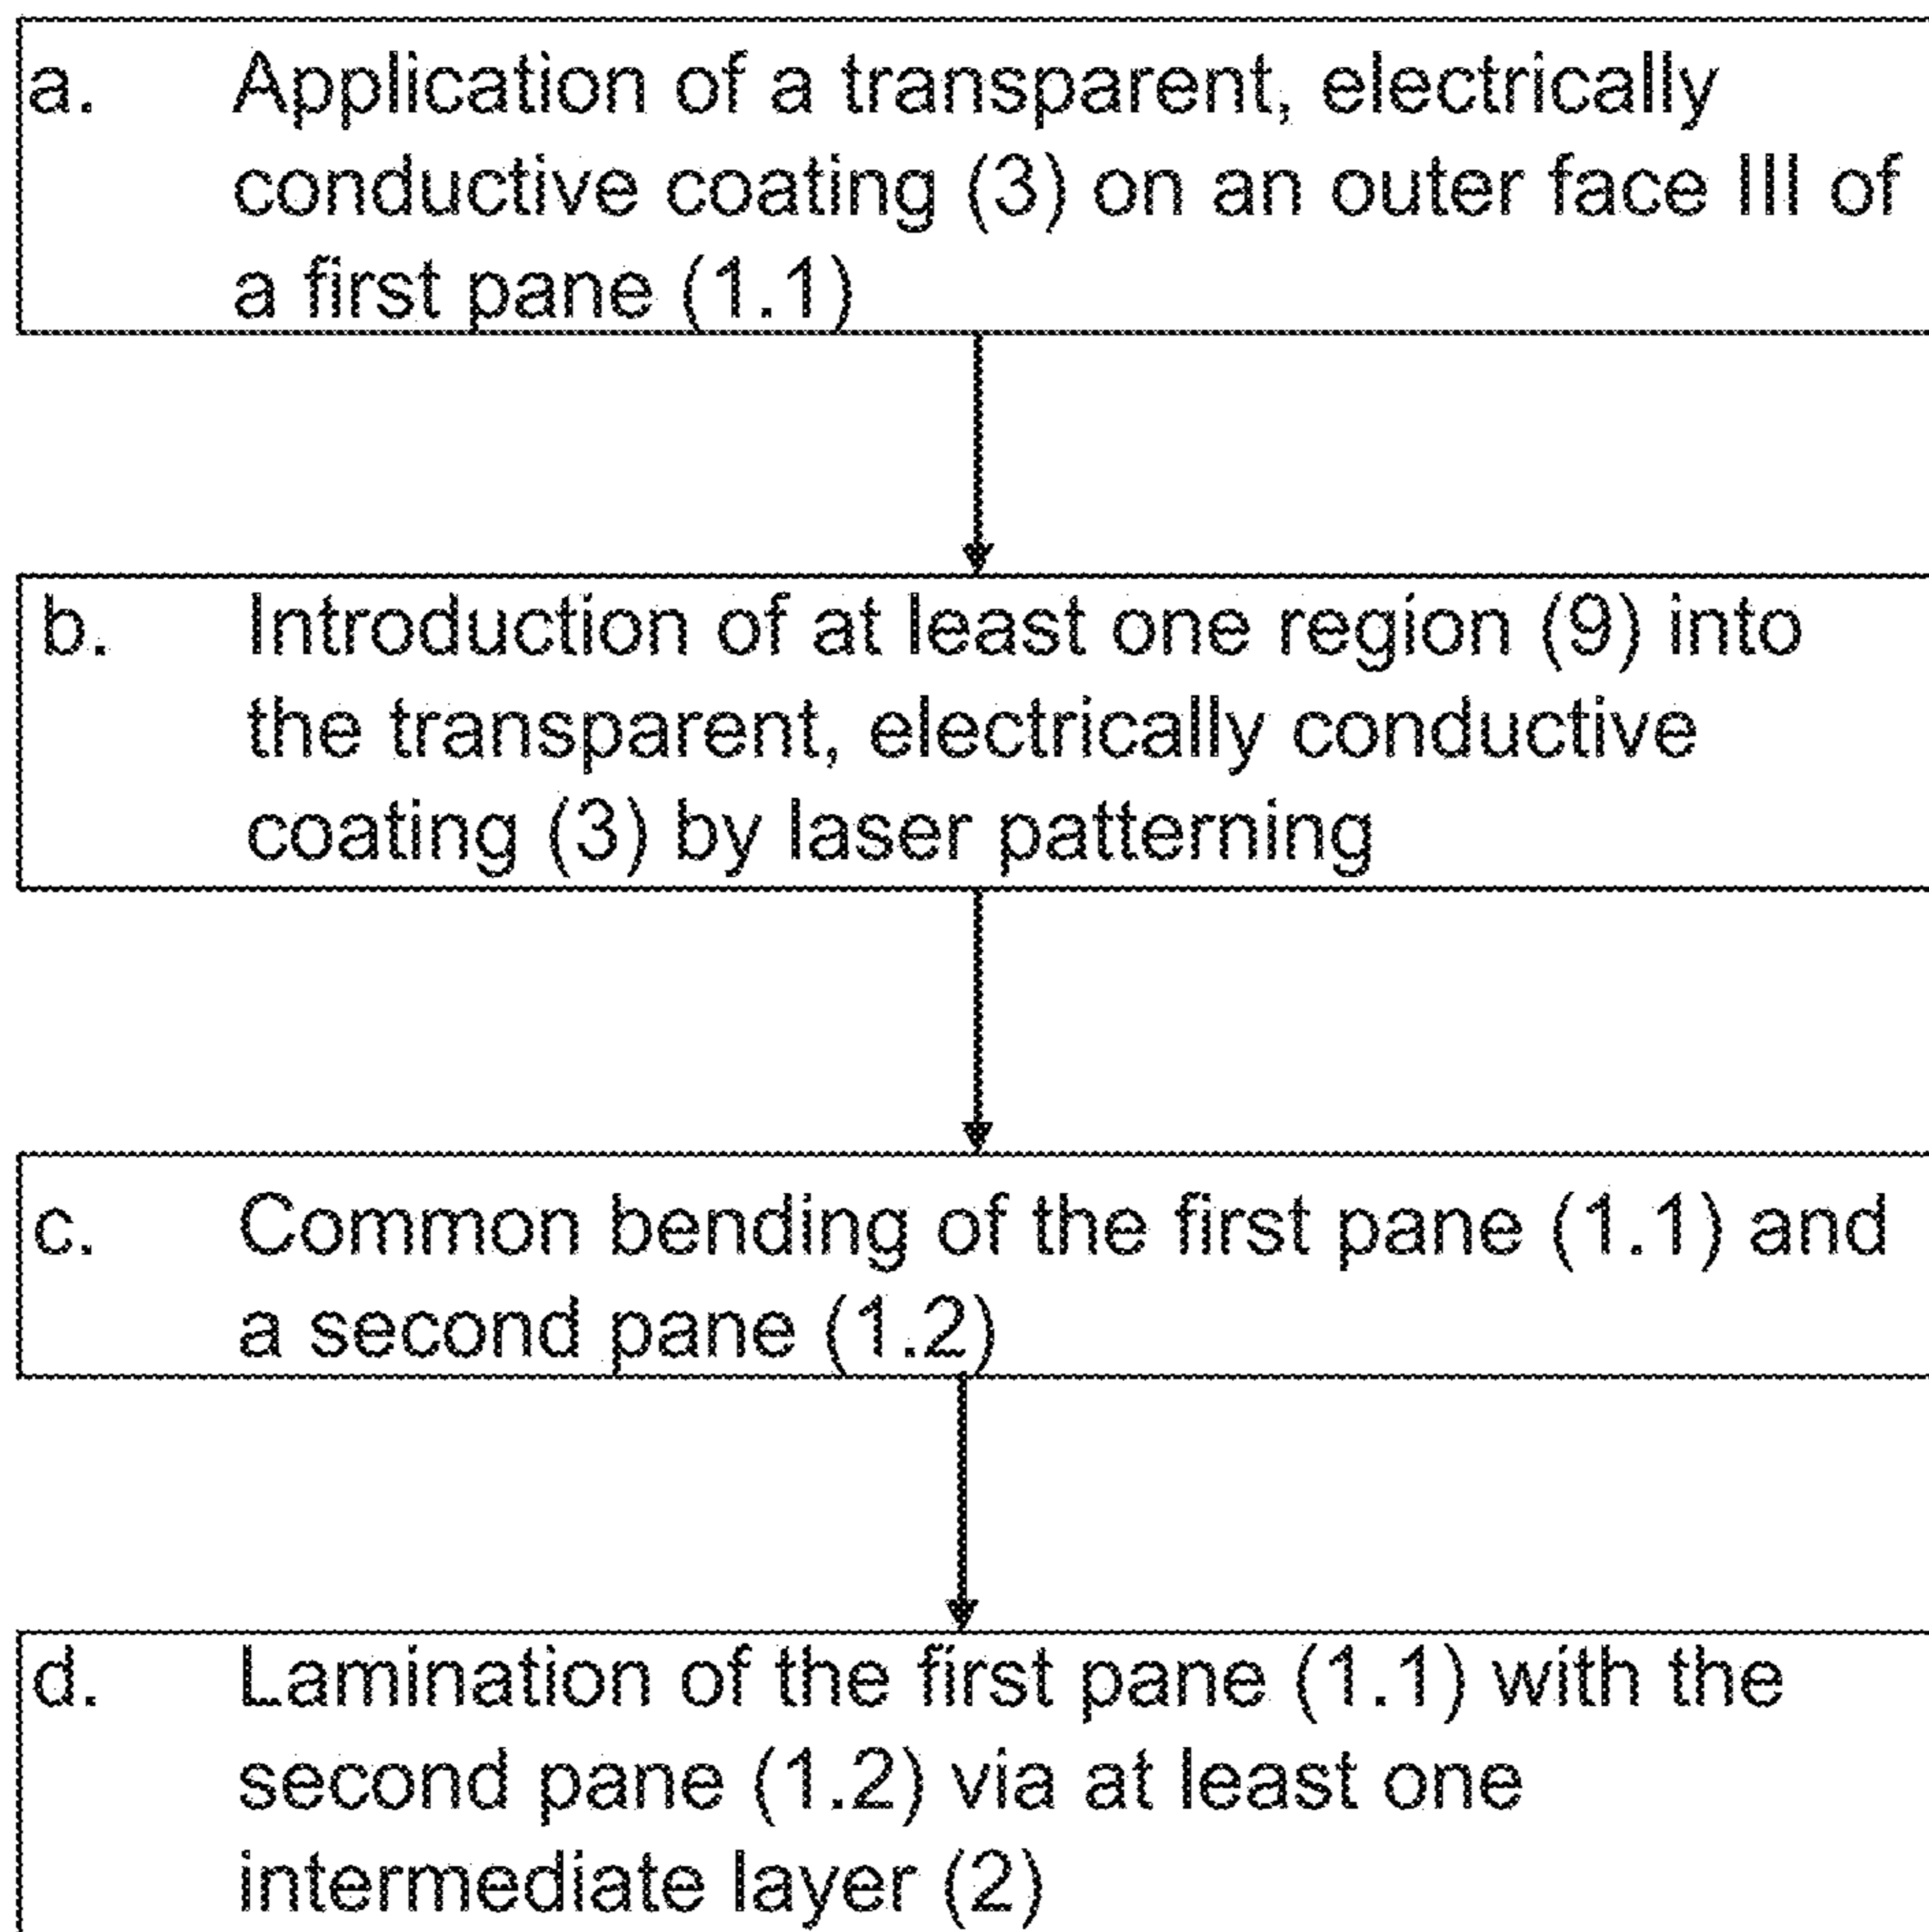 a. Application of a transparent, electrically
conductive coating (3) on an outer face III of
a first pane (1.1)
b. Introduction of at least one region (9) into
the transparent, electrically conductive
coating (3) by laser patterning
c. Common bending of the first pane (1.1) and
a second pane (1.2)
d. Lamination of the first pane (1.1) with the
second pane (1.2) via at least one
intermediate layer (2)